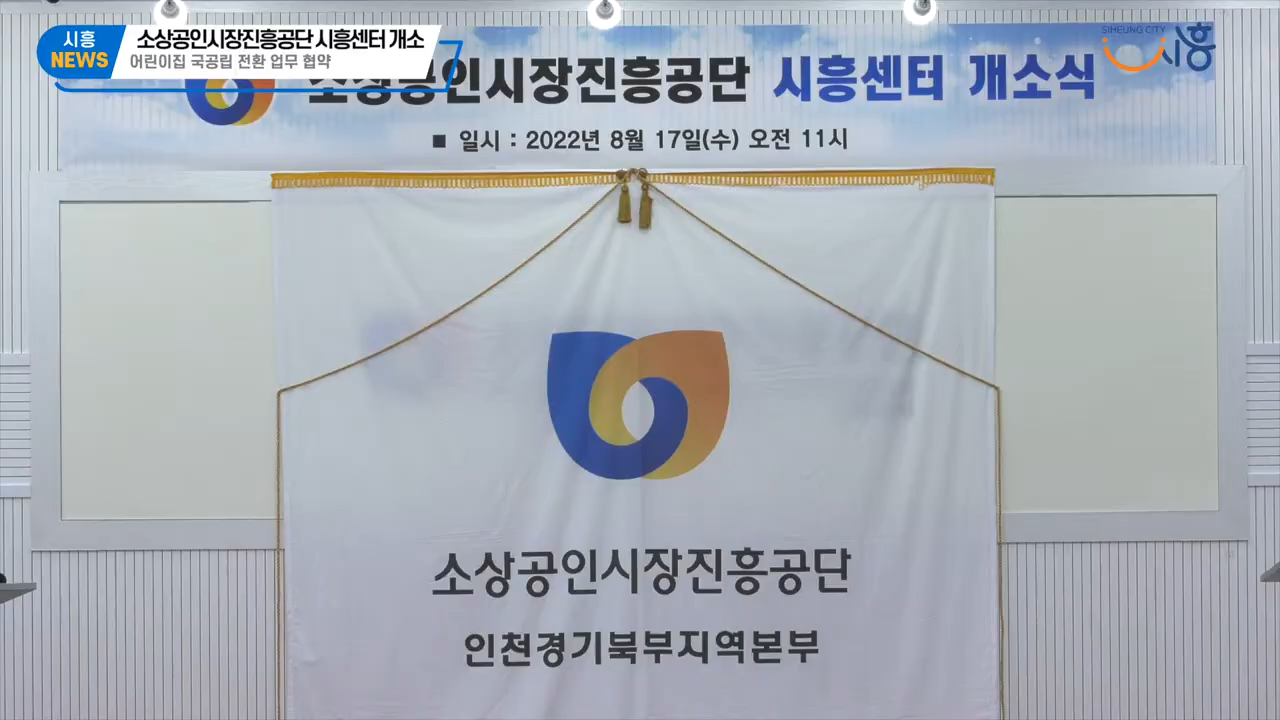 시흥
NEWS
소상공인시장진흥공단 시흥센터 개소
어린이집 국공립 전환 업무 협약
SIHEUNG CITY
시흥
소상공인시장진흥공단 시흥센터 개소식
■ 일시 : 2022년 8월 17일(수) 오전 11시
소상공인시장진흥공단
인천경기북부지역본부